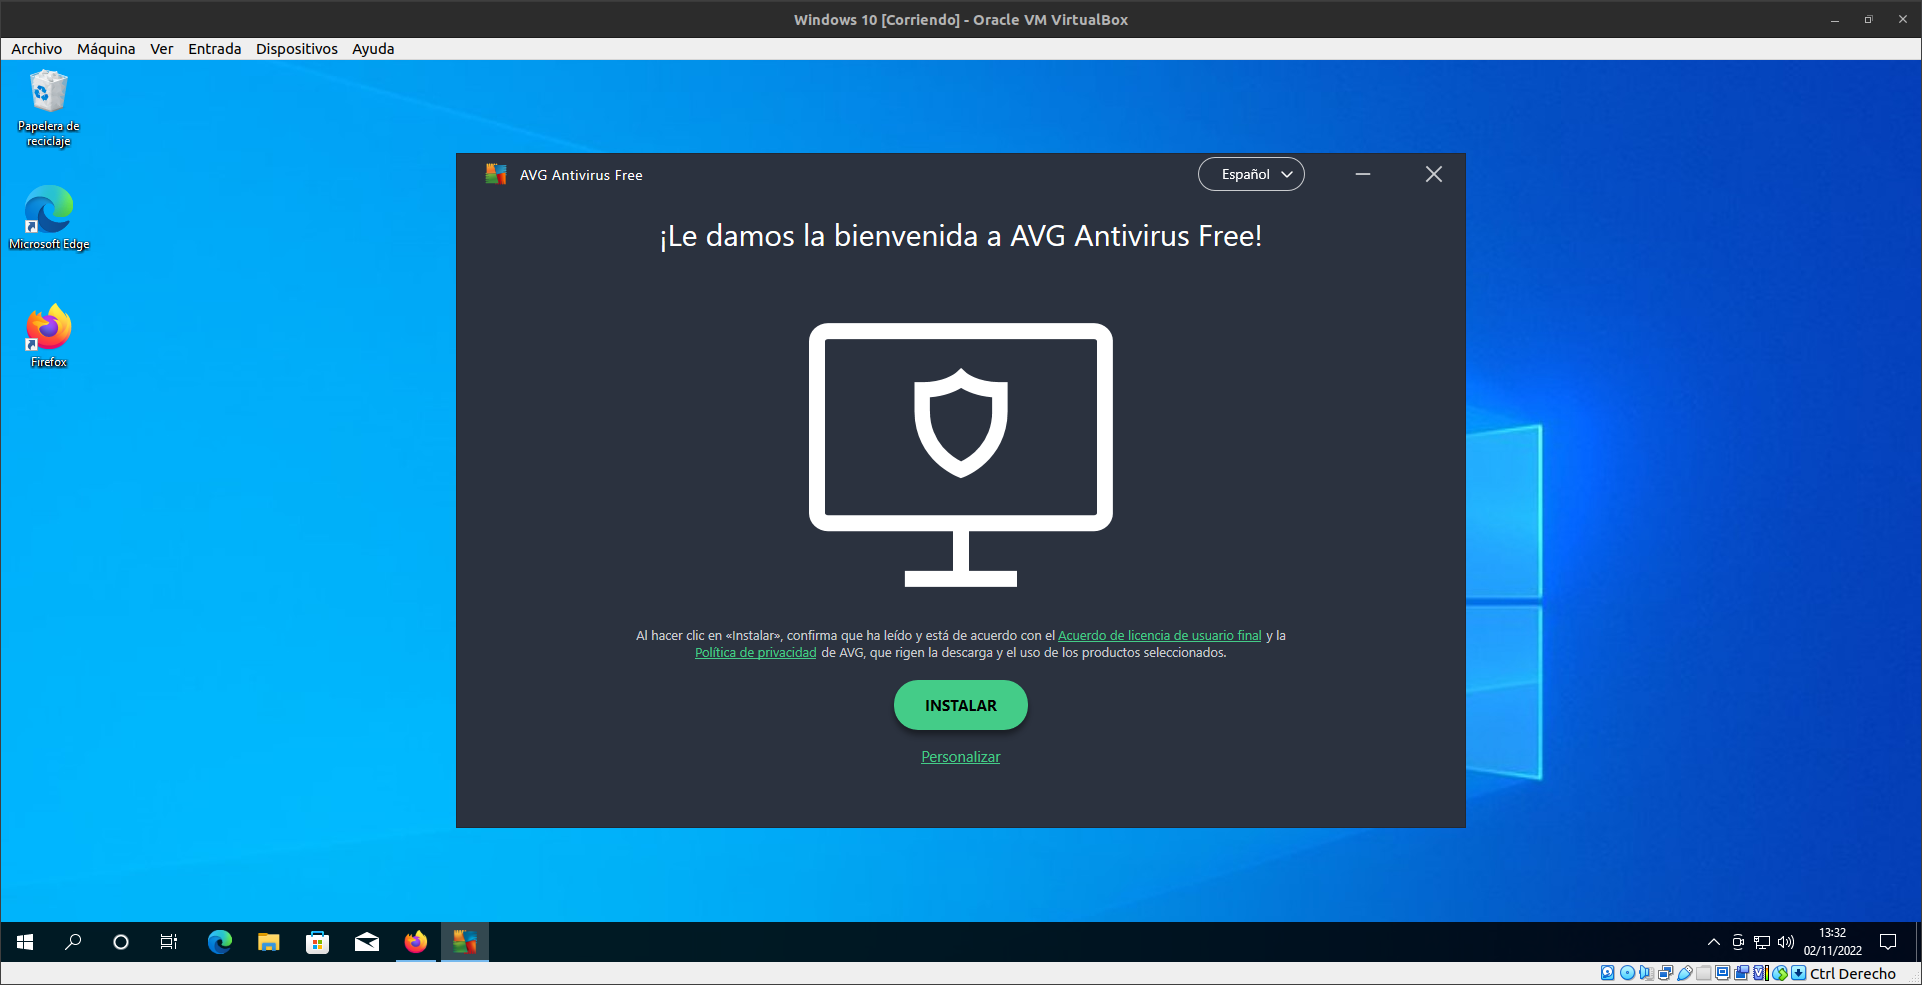 Windows 10 [Corriendo] - Oracle VM VirtualBox
Archivo Máquina Ver Entrada Dispositivos Ayuda
Papelera de
reciclaje
Microsoft Edge
Firefox
AVG Antivirus Free
Español
¡Le damos la bienvenida a AVG Antivirus Free!
Al hacer clic en «Instalar», confirma que ha leído y está de acuerdo con el Acuerdo de licencia de usuario final y la
Política de privacidad de AVG, que rigen la descarga y el uso de los productos seleccionados.
INSTALAR
Personalizar
13:32
02/11/2022
Ctrl Derecho